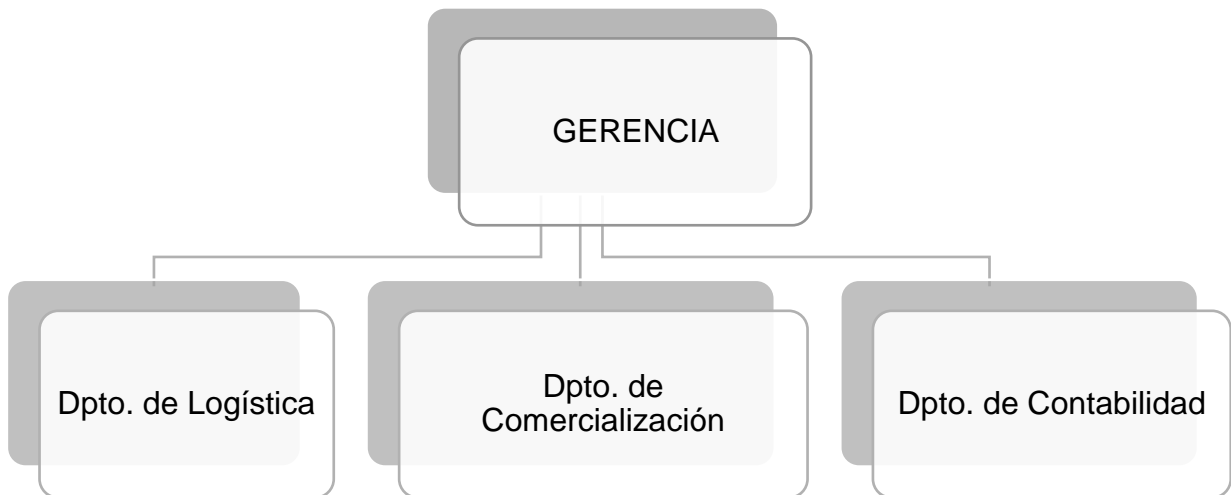 GERENCIA
Dpto. de Logística
Dpto. de
Comercialización
Dpto. de Contabilidad